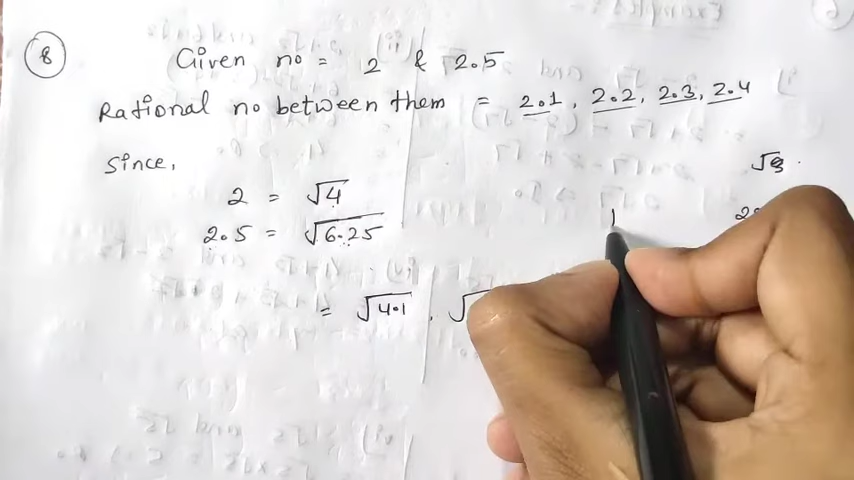 8 Given no = 2 & 2.5
Rational no between them = 2.1, 2.2, 2.3, 2.4
Since,
2 = √4
2.5 = √6.25
= √4.1, √